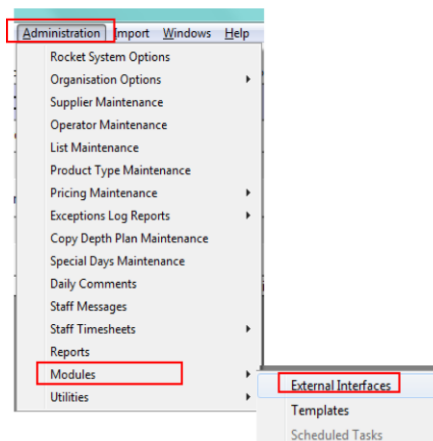 Administration Import Windows Help
Rocket System Options
Organisation Options
Supplier Maintenance
Operator Maintenance
List Maintenance
Product Type Maintenance
Pricing Maintenance
Exceptions Log Reports
Copy Depth Plan Maintenance
Special Days Maintenance
Daily Comments
Staff Messages
Staff Timesheets
Reports
Modules
Utilities
External Interfaces
Templates
Scheduled Tasks